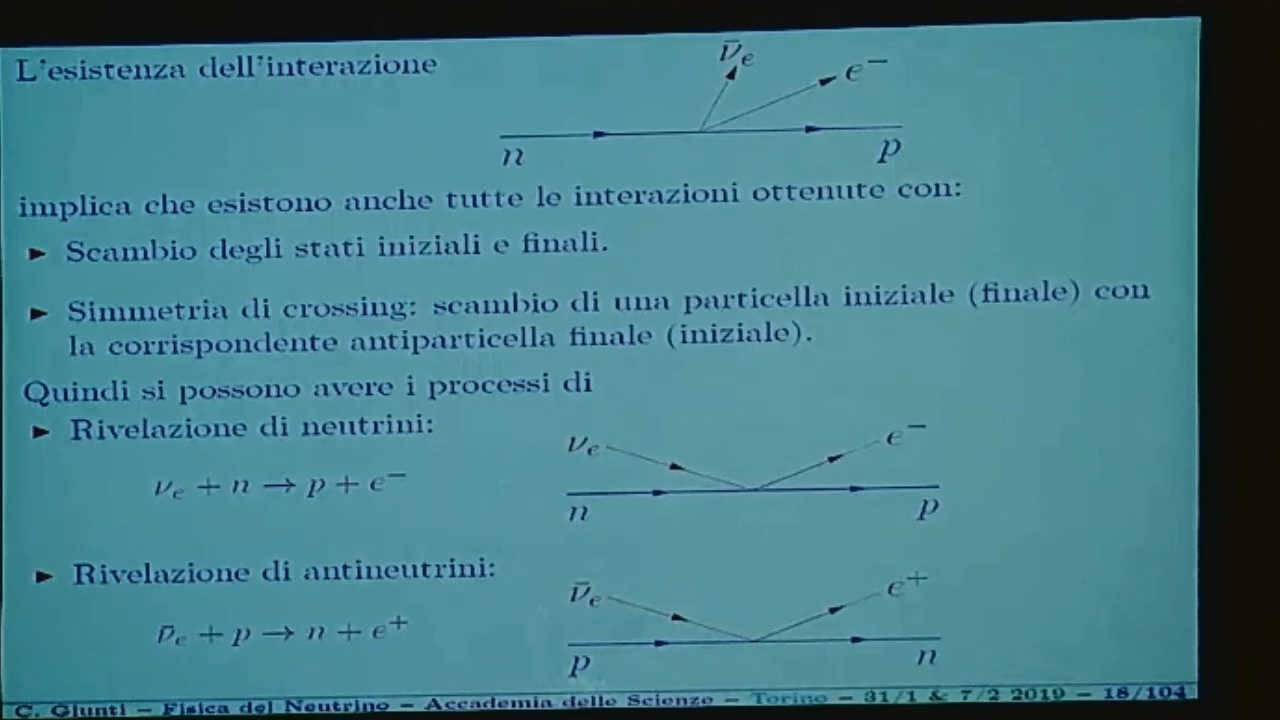 L'esistenza dell'interazione
ν̄e e−
n p
implica che esistono anche tutte le interazioni ottenute con:
► Scambio degli stati iniziali e finali.
► Simmetria di crossing: scambio di una particella iniziale (finale) con
la corrispondente antiparticella finale (iniziale).
Quindi si possono avere i processi di
► Rivelazione di neutrini:
νe e−
νe + n → p + e−
n p
► Rivelazione di antineutrini:
ν̄e e+
ν̄e + p → n + e+
p n
C. Giunti − Fisica del Neutrino − Accademia delle Scienze − Torino − 31/1 & 7/2 2019 − 18/104